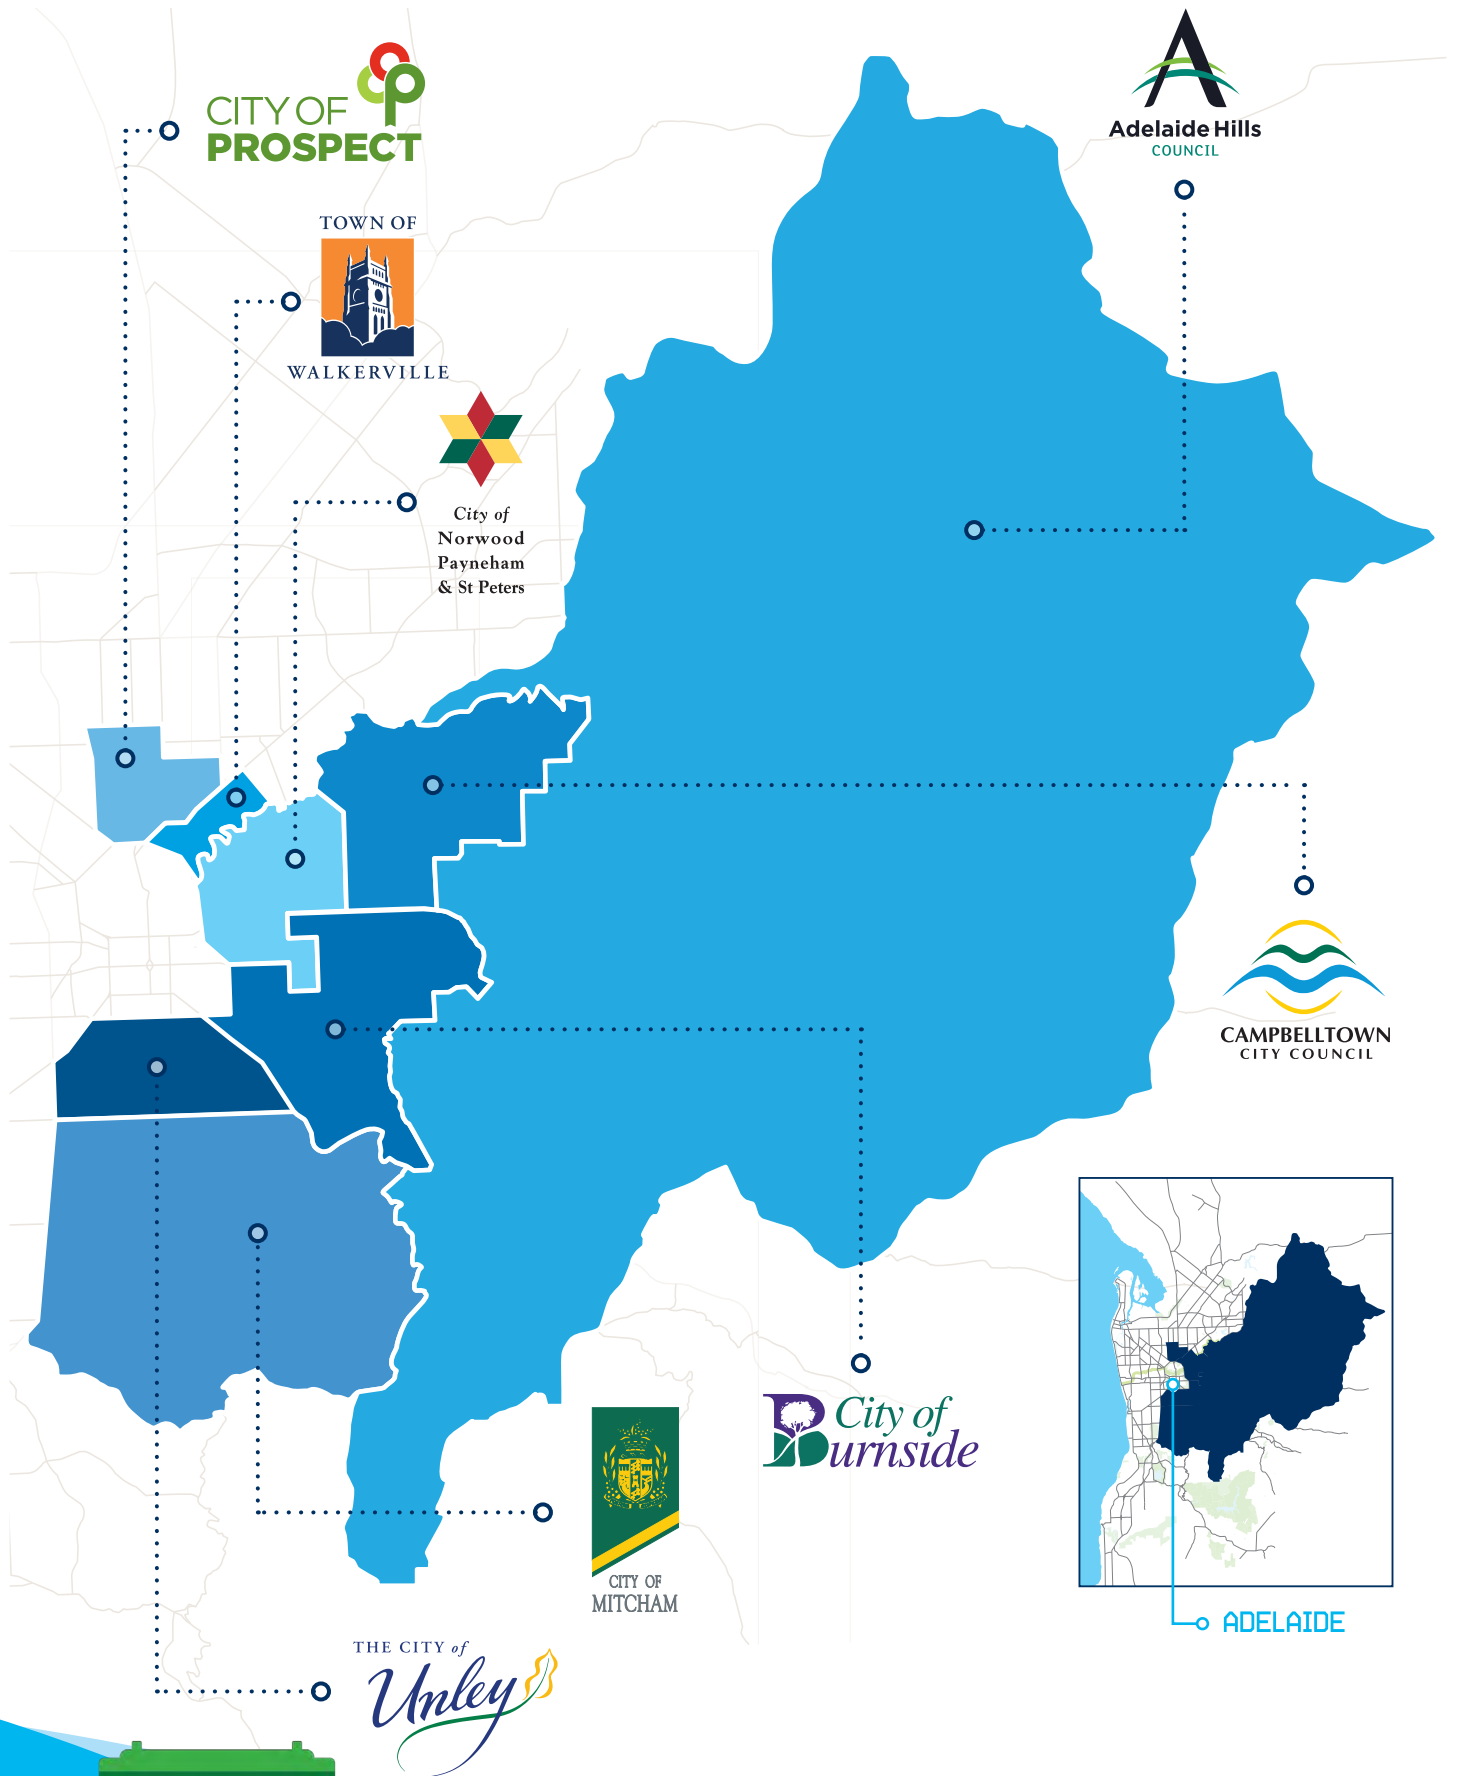 CITY OF
PROSPECT
Adelaide Hills
COUNCIL
TOWN OF
WALKERVILLE
City of
Norwood
Payneham
& St Peters
CAMPBELLTOWN
CITY COUNCIL
City of
Burnside
CITY OF
MITCHAM
ADELAIDE
THE CITY of
Unley